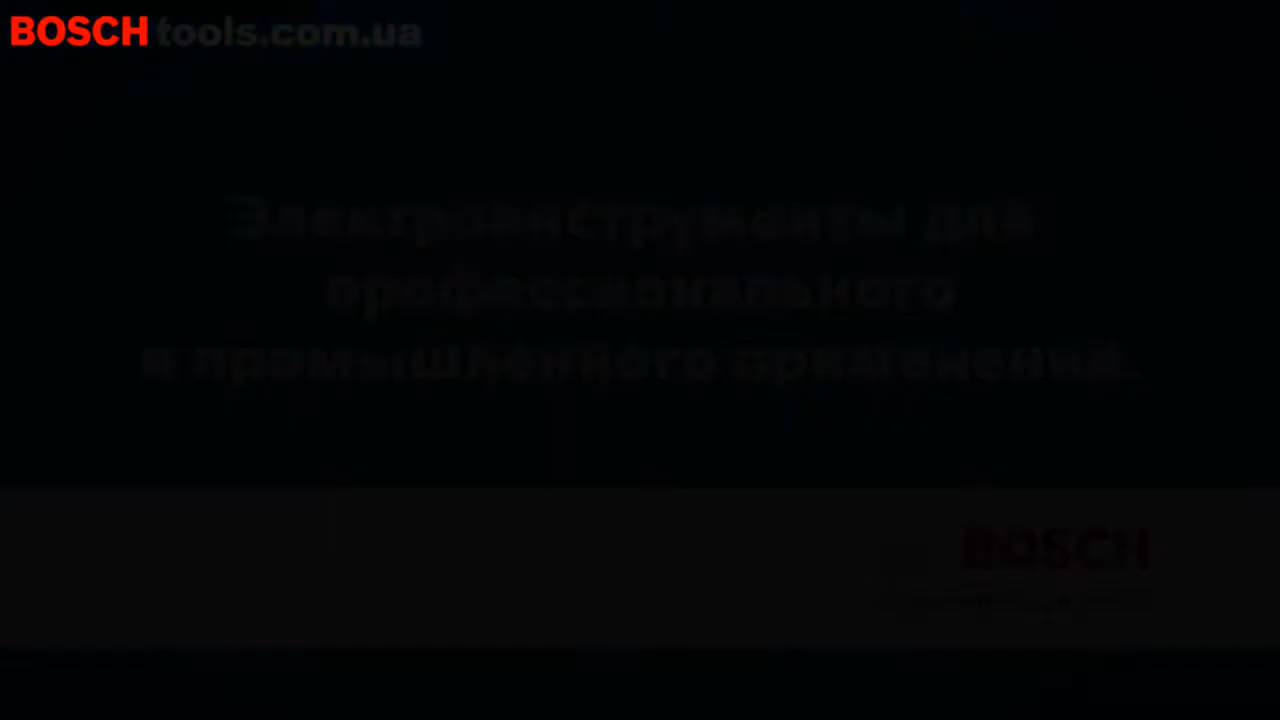 BOSCH tools.com.ua
Электроинструменты для
профессионального
и промышленного применения.
BOSCH